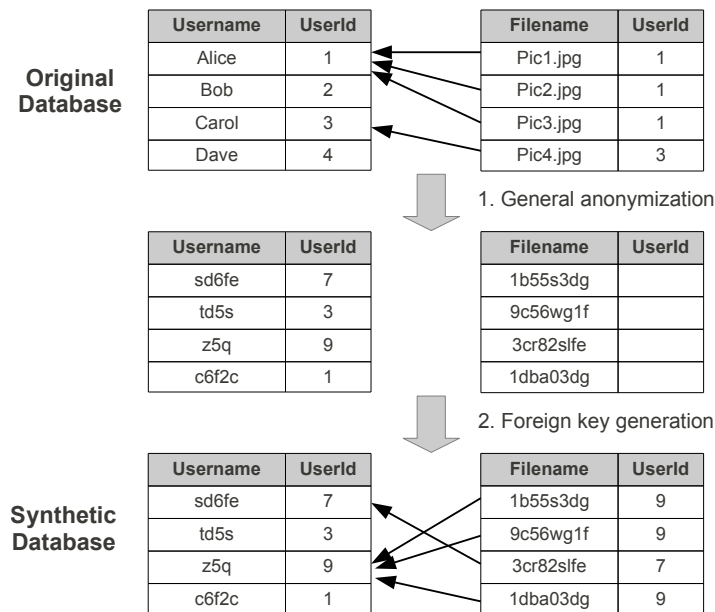 Original
Database
Username UserId
Alice 1
Bob 2
Carol 3
Dave 4
Filename UserId
Pic1.jpg 1
Pic2.jpg 1
Pic3.jpg 1
Pic4.jpg 3
1. General anonymization
Username UserId
sd6fe 7
td5s 3
z5q 9
c6f2c 1
Filename UserId
1b55s3dg
9c56wg1f
3cr82slfe
1dba03dg
2. Foreign key generation
Synthetic
Database
Username UserId
sd6fe 7
td5s 3
z5q 9
c6f2c 1
Filename UserId
1b55s3dg 9
9c56wg1f 9
3cr82slfe 7
1dba03dg 9